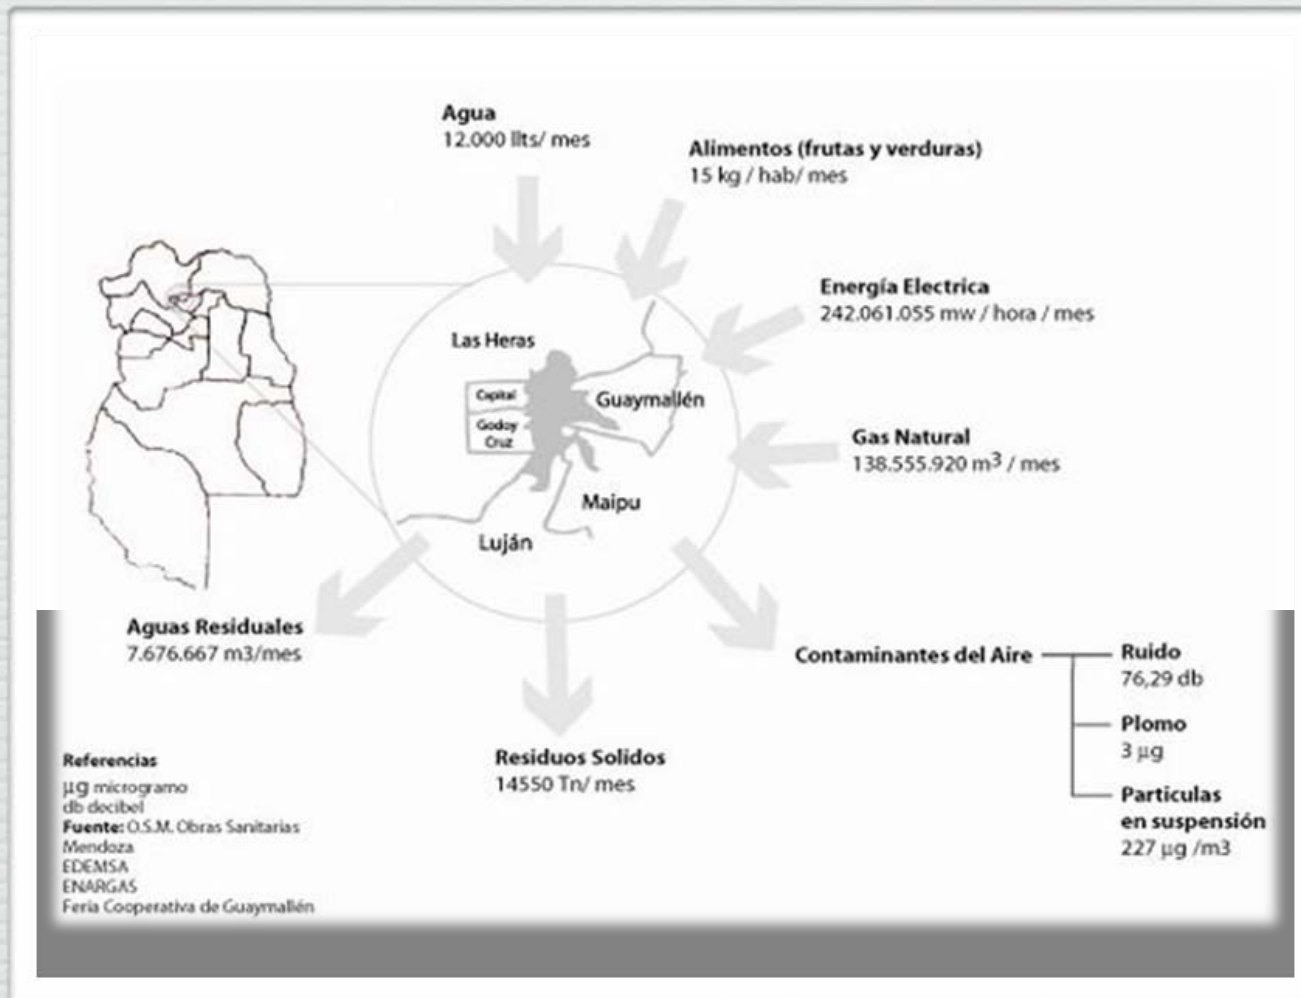 Agua
12.000 llts/ mes
Alimentos (frutas y verduras)
15 kg / hab/ mes
Energía Electrica
242.061.055 mw / hora / mes
Las Heras
Capital
Guaymallén
Godoy
Cruz
Gas Natural
138.555.920 m³ / mes
Maipu
Luján
Aguas Residuales
7.676.667 m3/mes
Contaminantes del Aire
Ruido
76,29 db
Plomo
3 µg
Particulas
en suspensión
227 µg /m3
Residuos Solidos
14550 Tn/ mes
Referencias
µg microgramo
db decibel
Fuente: O.S.M. Obras Sanitarias
Mendoza
EDEMSA
ENARGAS
Feria Cooperativa de Guaymallén